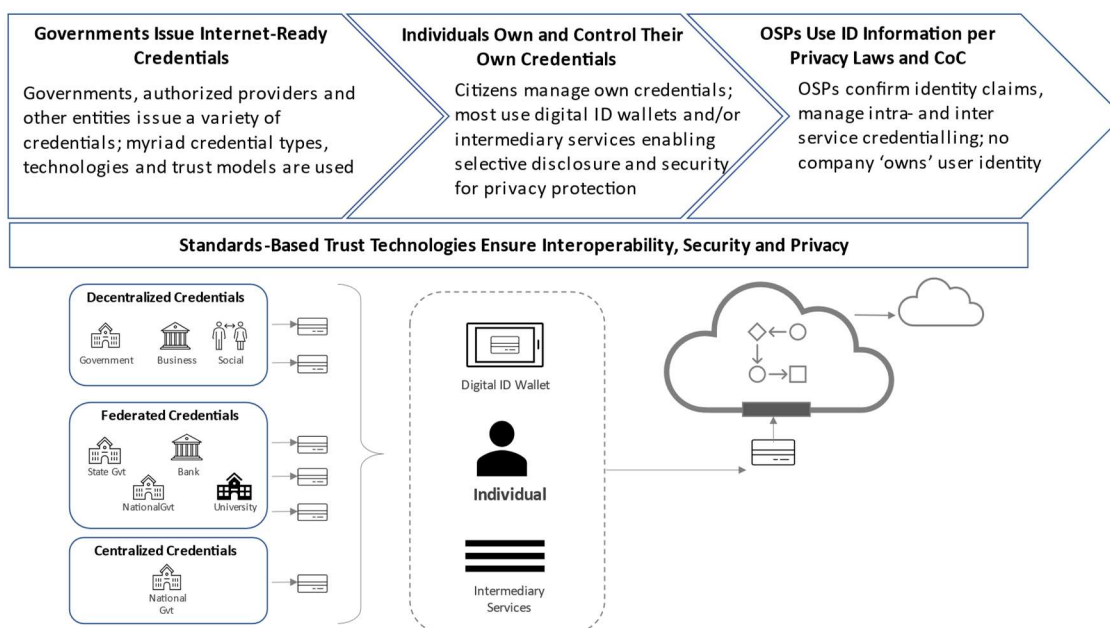 Governments Issue Internet-Ready
Credentials
Governments, authorized providers and
other entities issue a variety of
credentials; myriad credential types,
technologies and trust models are used
Individuals Own and Control Their
Own Credentials
Citizens manage own credentials;
most use digital ID wallets and/or
intermediary services enabling
selective disclosure and security
for privacy protection
OSPs Use ID Information per
Privacy Laws and CoC
OSPs confirm identity claims,
manage intra- and inter
service credentialling; no
company ‘owns’ user identity
Standards-Based Trust Technologies Ensure Interoperability, Security and Privacy
Decentralized Credentials
Government
Business
Social
Federated Credentials
State Gvt
Bank
NationalGvt
University
Centralized Credentials
National
Gvt
Digital ID Wallet
Individual
Intermediary
Services